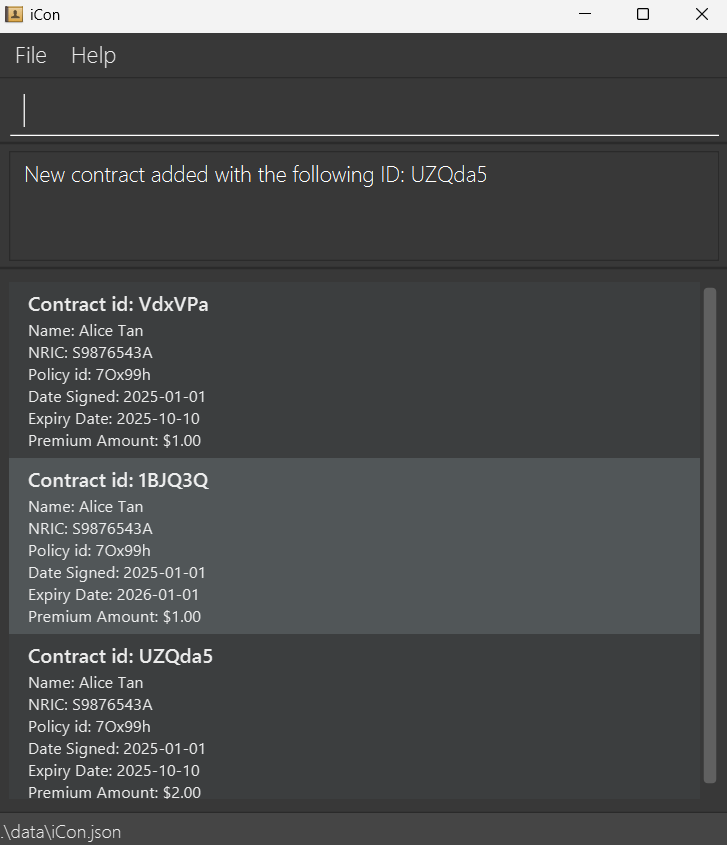 iCon
File Help
New contract added with the following ID: UZQda5
Contract id: VdxVPa
Name: Alice Tan
NRIC: S9876543A
Policy id: 7Ox99h
Date Signed: 2025-01-01
Expiry Date: 2025-10-10
Premium Amount: $1.00
Contract id: 1BJQ3Q
Name: Alice Tan
NRIC: S9876543A
Policy id: 7Ox99h
Date Signed: 2025-01-01
Expiry Date: 2026-01-01
Premium Amount: $1.00
Contract id: UZQda5
Name: Alice Tan
NRIC: S9876543A
Policy id: 7Ox99h
Date Signed: 2025-01-01
Expiry Date: 2025-10-10
Premium Amount: $2.00
.\data\iCon.json